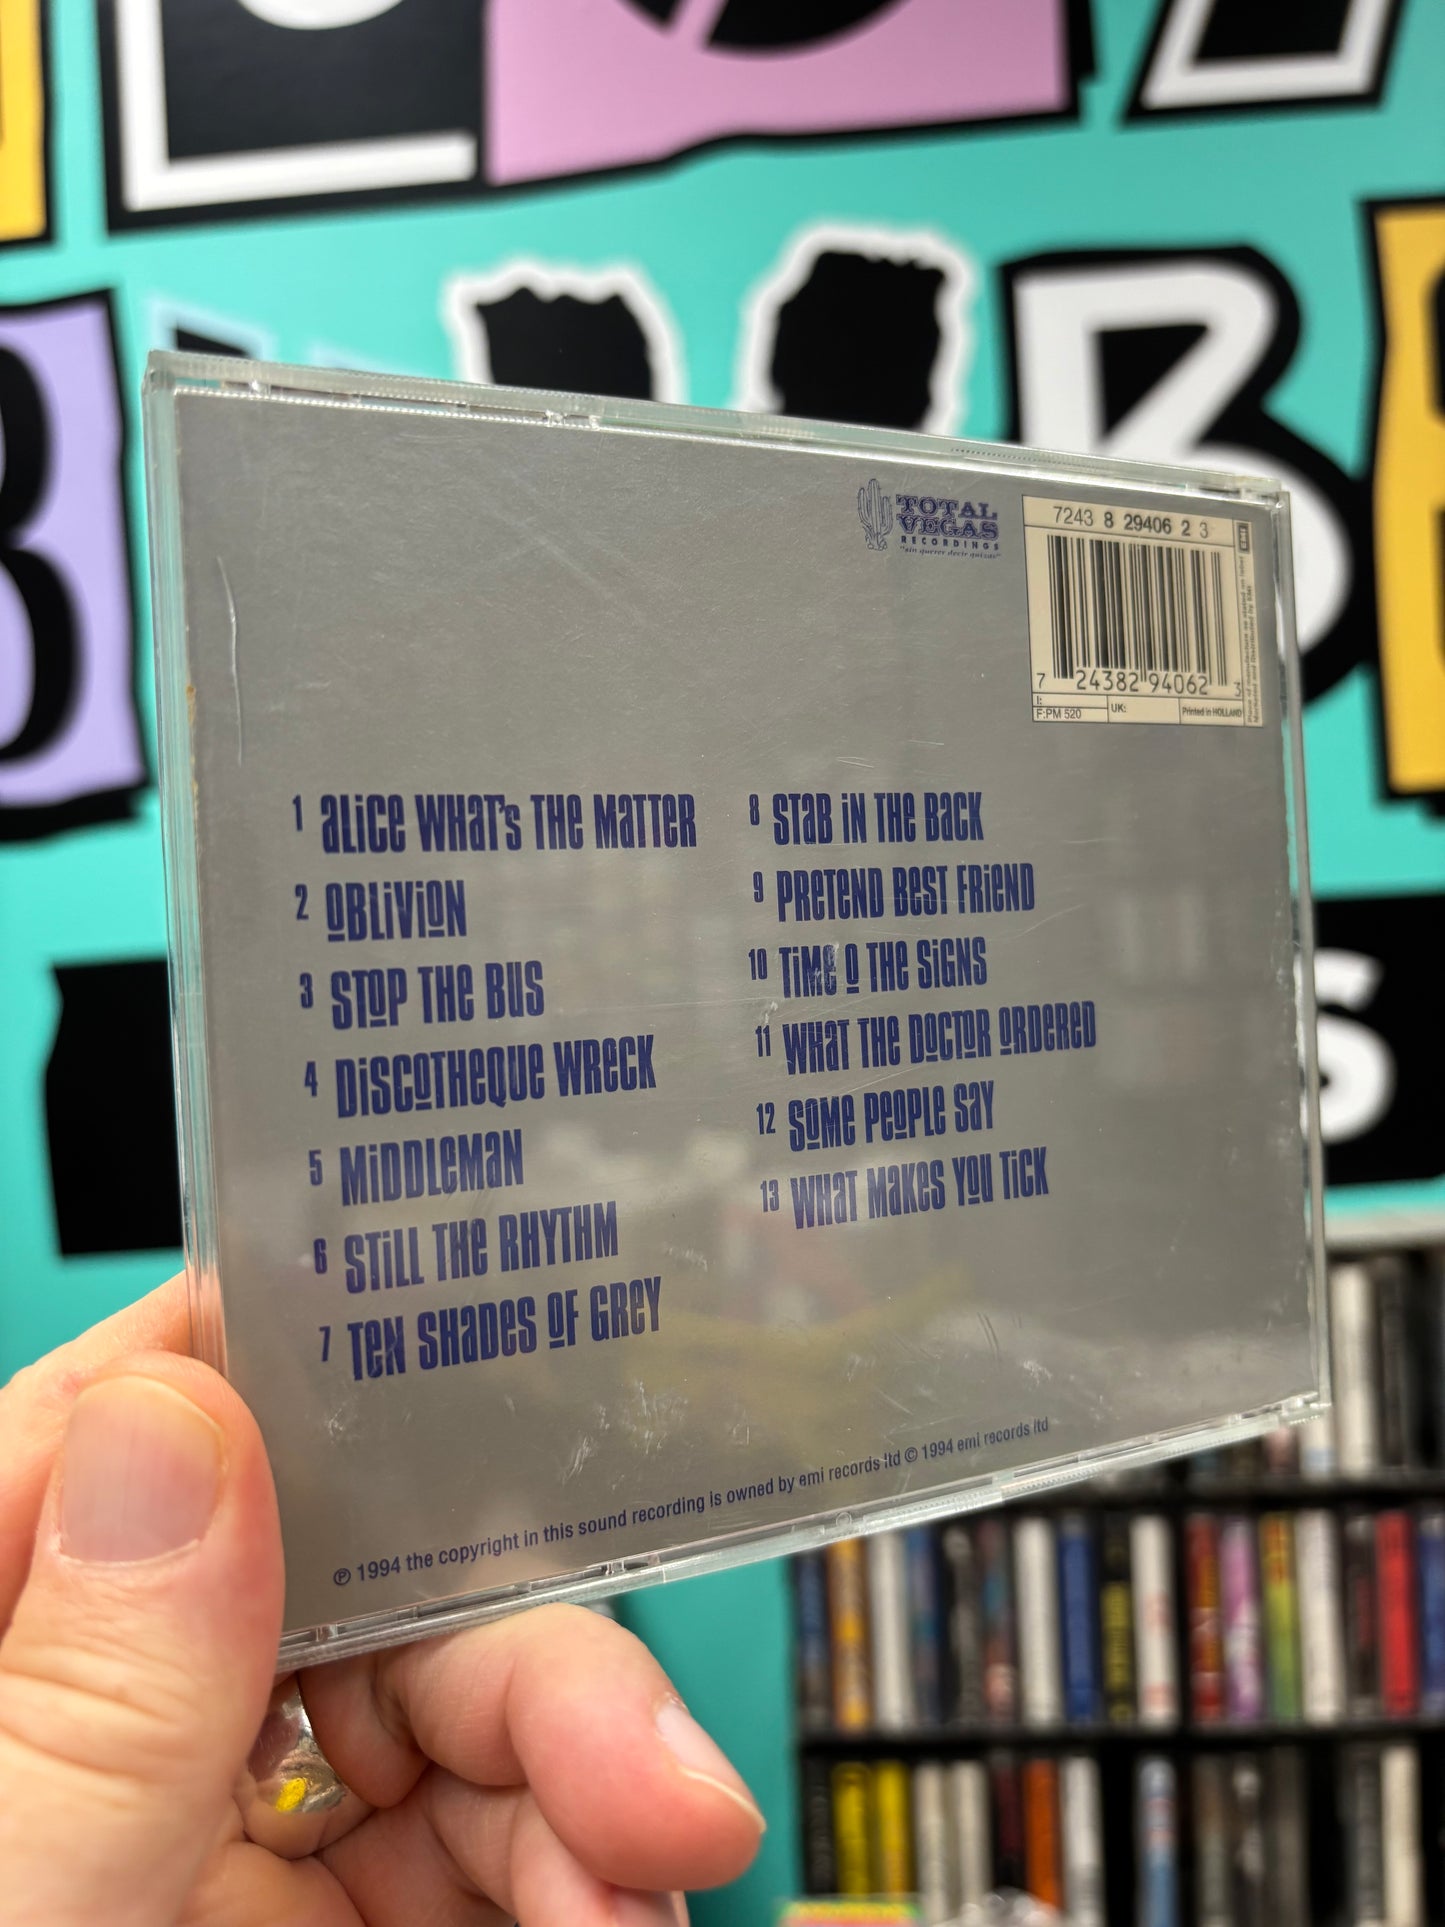 TOTAL
VEGAS
RECORDINGS
"sin querer decir quizas"
7243 8 29406 2 3
EMI
7 24382 94062 3
I:
F:PM 520
UK:
Printed in HOLLAND
1 ALiCE WHAT'S THE MATTER
2 OBLiViON
3 STOP THE BUS
4 DiSCOTHEQUE WRECK
5 MiDDLEMAN
6 STiLL THE RHYTHM
7 TEN SHADES OF GREY
8 STAB iN THE BACK
9 PRETEND BEST FRiEND
10 TiME O THE SiGNS
11 WHAT THE DOCTOR ORDERED
12 SOME PEOPLE SAY
13 WHAT MAKES YOU TiCK
℗ 1994 the copyright in this sound recording is owned by emi records ltd © 1994 emi records ltd